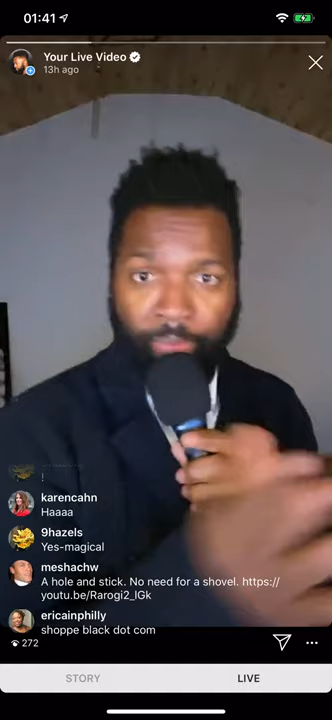 01:41
Your Live Video
13h ago
!
karencahn
Haaaa
9hazels
Yes-magical
meshachw
A hole and stick. No need for a shovel. https://
youtu.be/Rarogi2_IGk
ericainphilly
shoppe black dot com
272
STORY LIVE